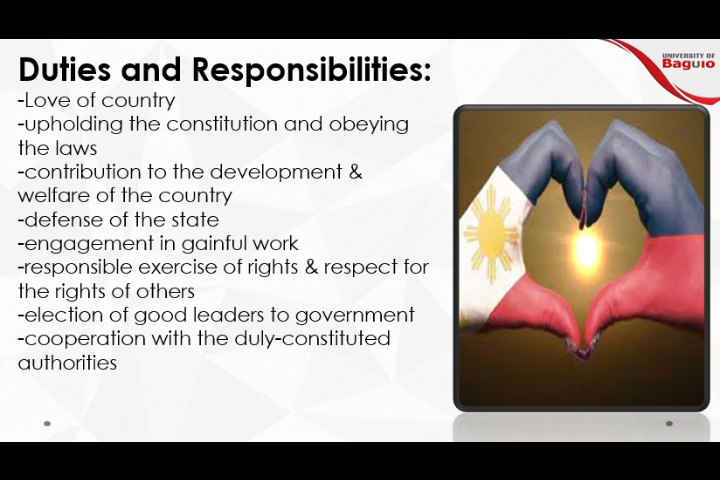 UNIVERSITY OF
Baguio
Duties and Responsibilities:
-Love of country
-upholding the constitution and obeying
the laws
-contribution to the development &
welfare of the country
-defense of the state
-engagement in gainful work
-responsible exercise of rights & respect for
the rights of others
-election of good leaders to government
-cooperation with the duly-constituted
authorities